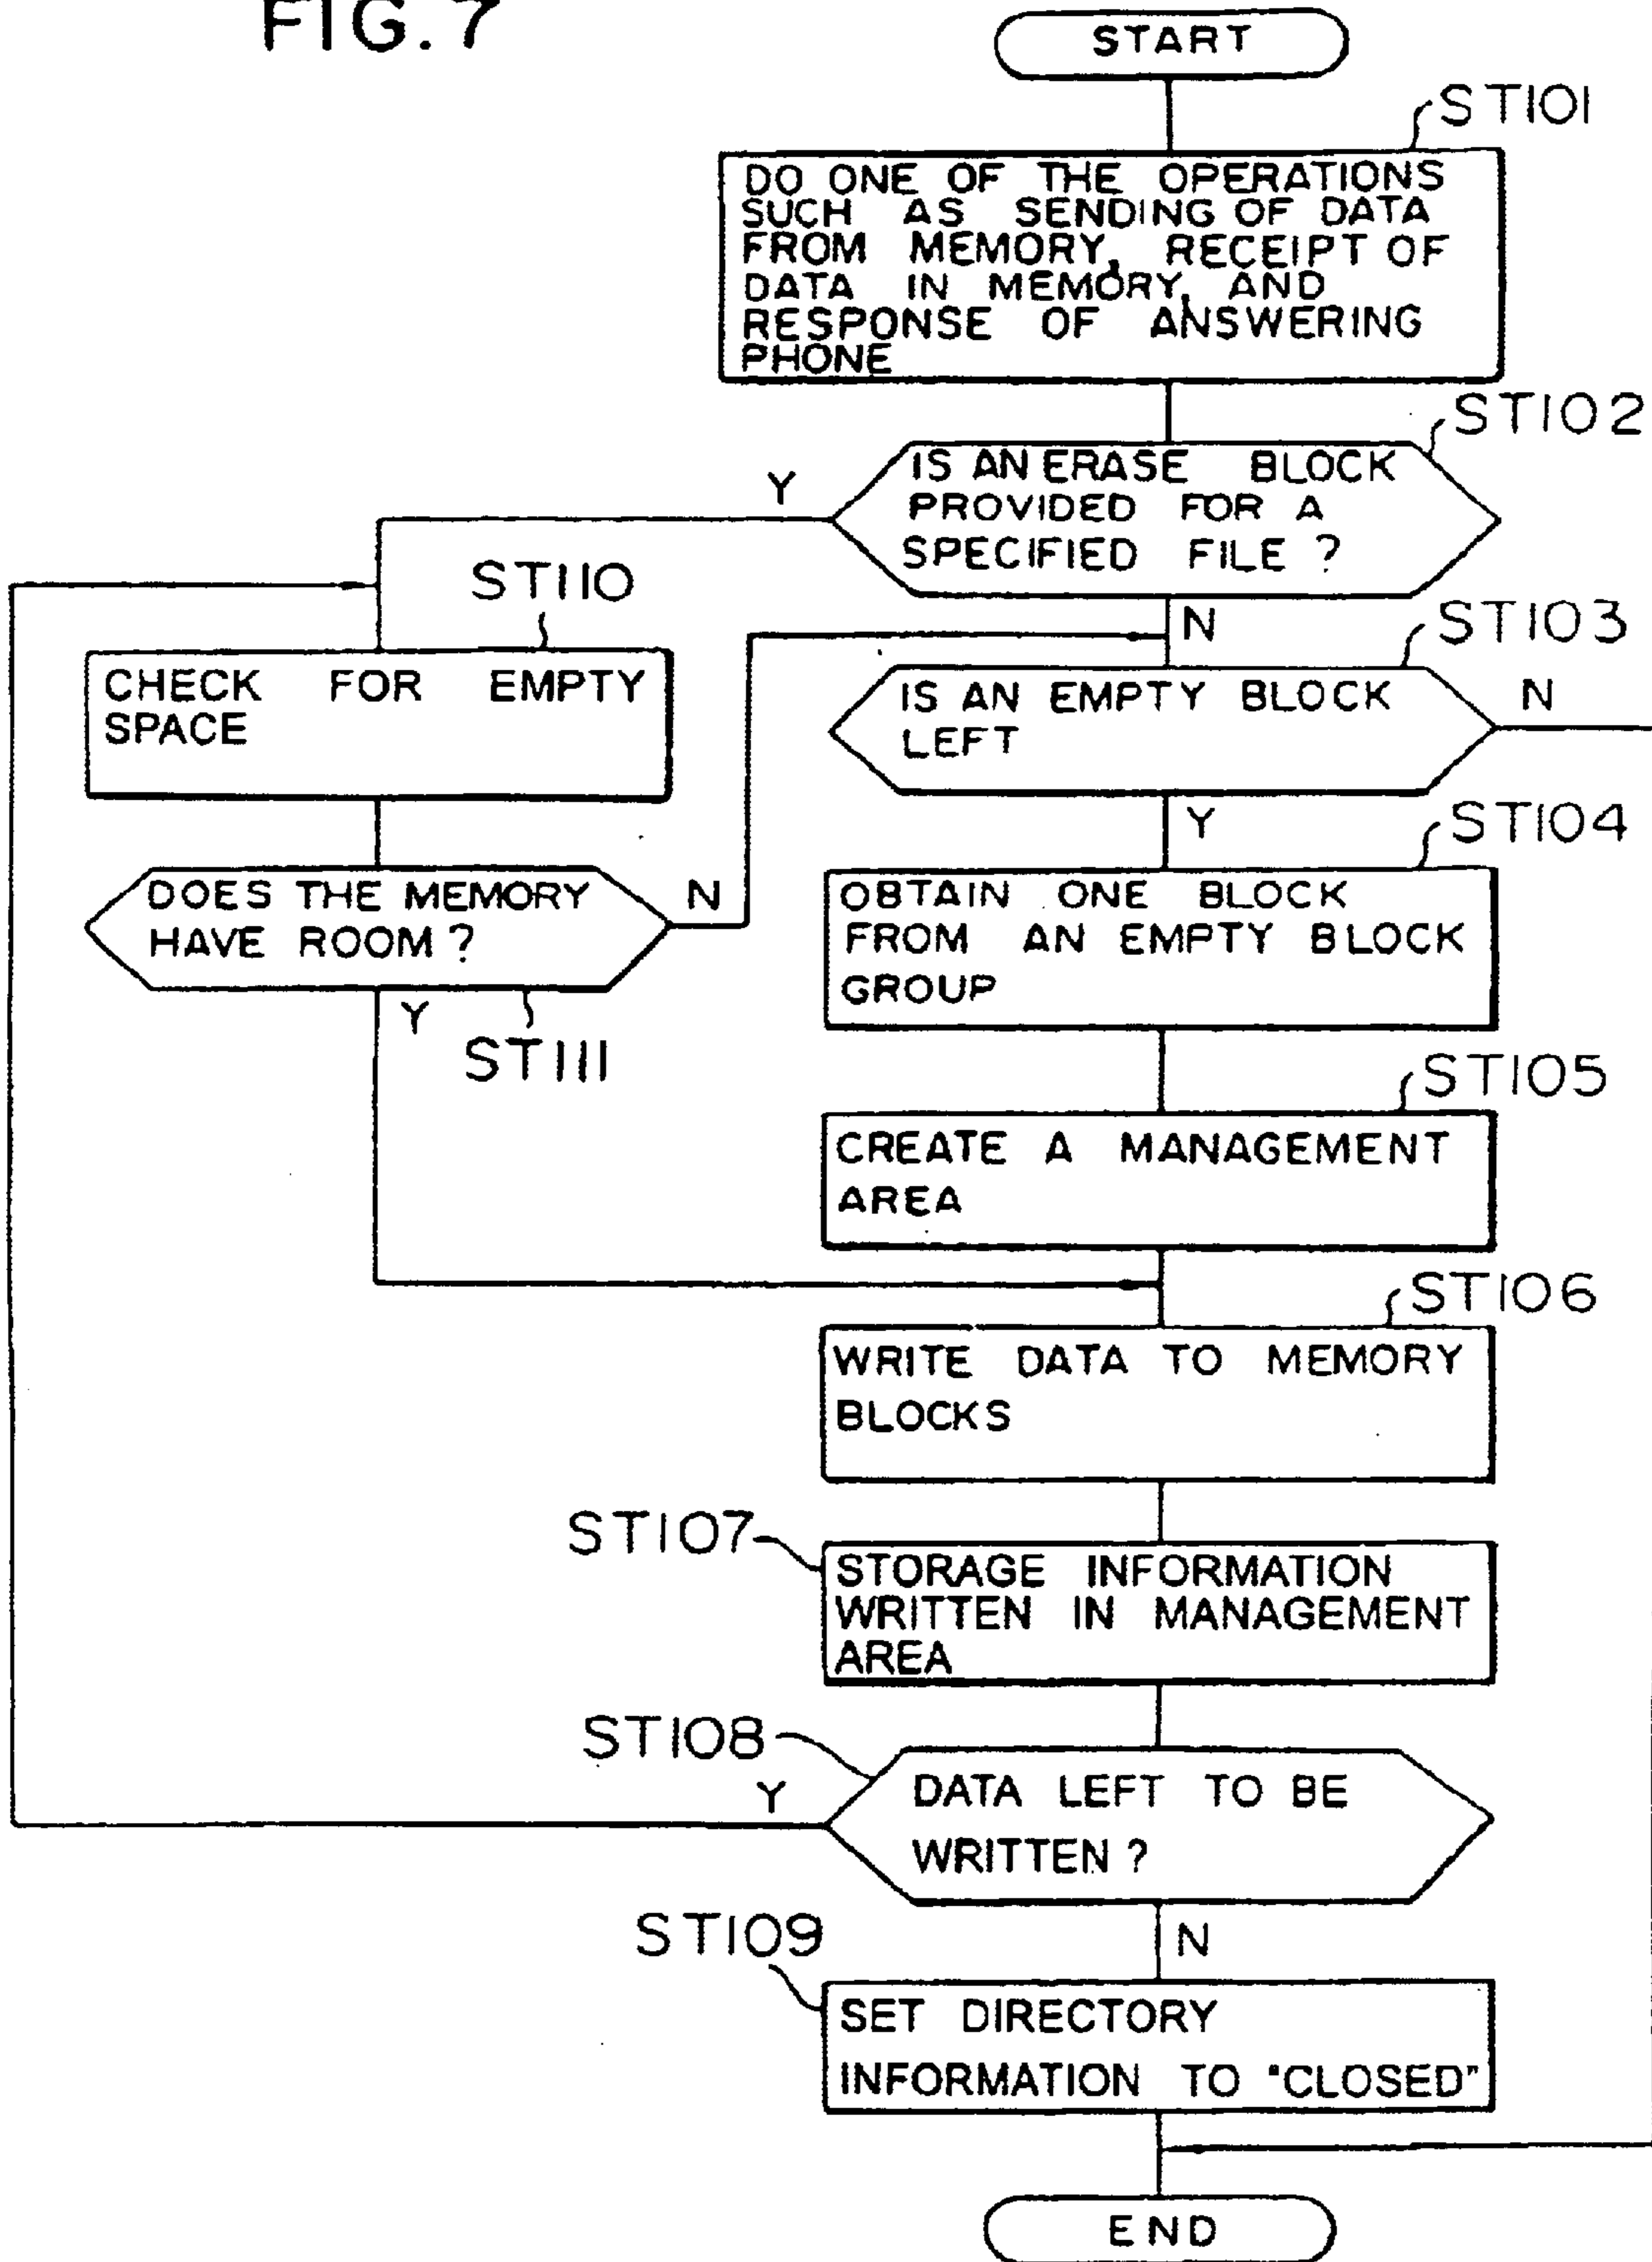 FIG. 7
START
ST101
DO ONE OF THE OPERATIONS
SUCH AS SENDING OF DATA
FROM MEMORY, RECEIPT OF
DATA IN MEMORY, AND
RESPONSE OF ANSWERING
PHONE
ST102
IS AN ERASE BLOCK
PROVIDED FOR A
SPECIFIED FILE ?
Y
N
ST110
CHECK FOR EMPTY
SPACE
ST103
IS AN EMPTY BLOCK
LEFT
N
Y
DOES THE MEMORY
HAVE ROOM ?
N
Y
ST111
ST104
OBTAIN ONE BLOCK
FROM AN EMPTY BLOCK
GROUP
ST105
CREATE A MANAGEMENT
AREA
ST106
WRITE DATA TO MEMORY
BLOCKS
ST107
STORAGE INFORMATION
WRITTEN IN MANAGEMENT
AREA
ST108
DATA LEFT TO BE
WRITTEN ?
Y
N
ST109
SET DIRECTORY
INFORMATION TO "CLOSED"
END